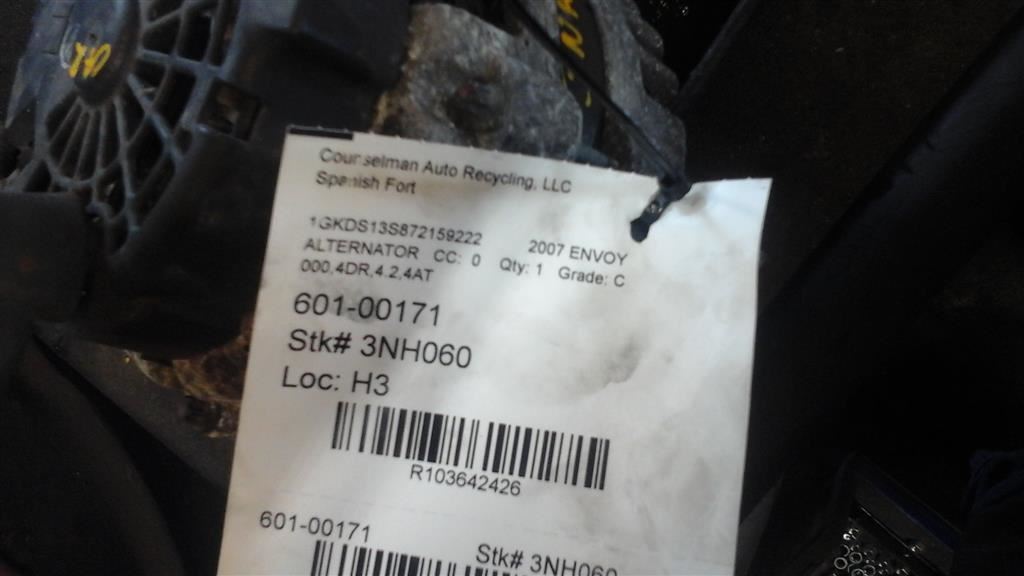 Counselman Auto Recycling, LLC
Spanish Fort
1GKDS13S872159222 2007 ENVOY
ALTERNATOR CC: 0 Qty: 1 Grade: C
000,4DR,4.2,4AT
601-00171
Stk# 3NH060
Loc: H3
R103642426
601-00171 Stk# 3NH060